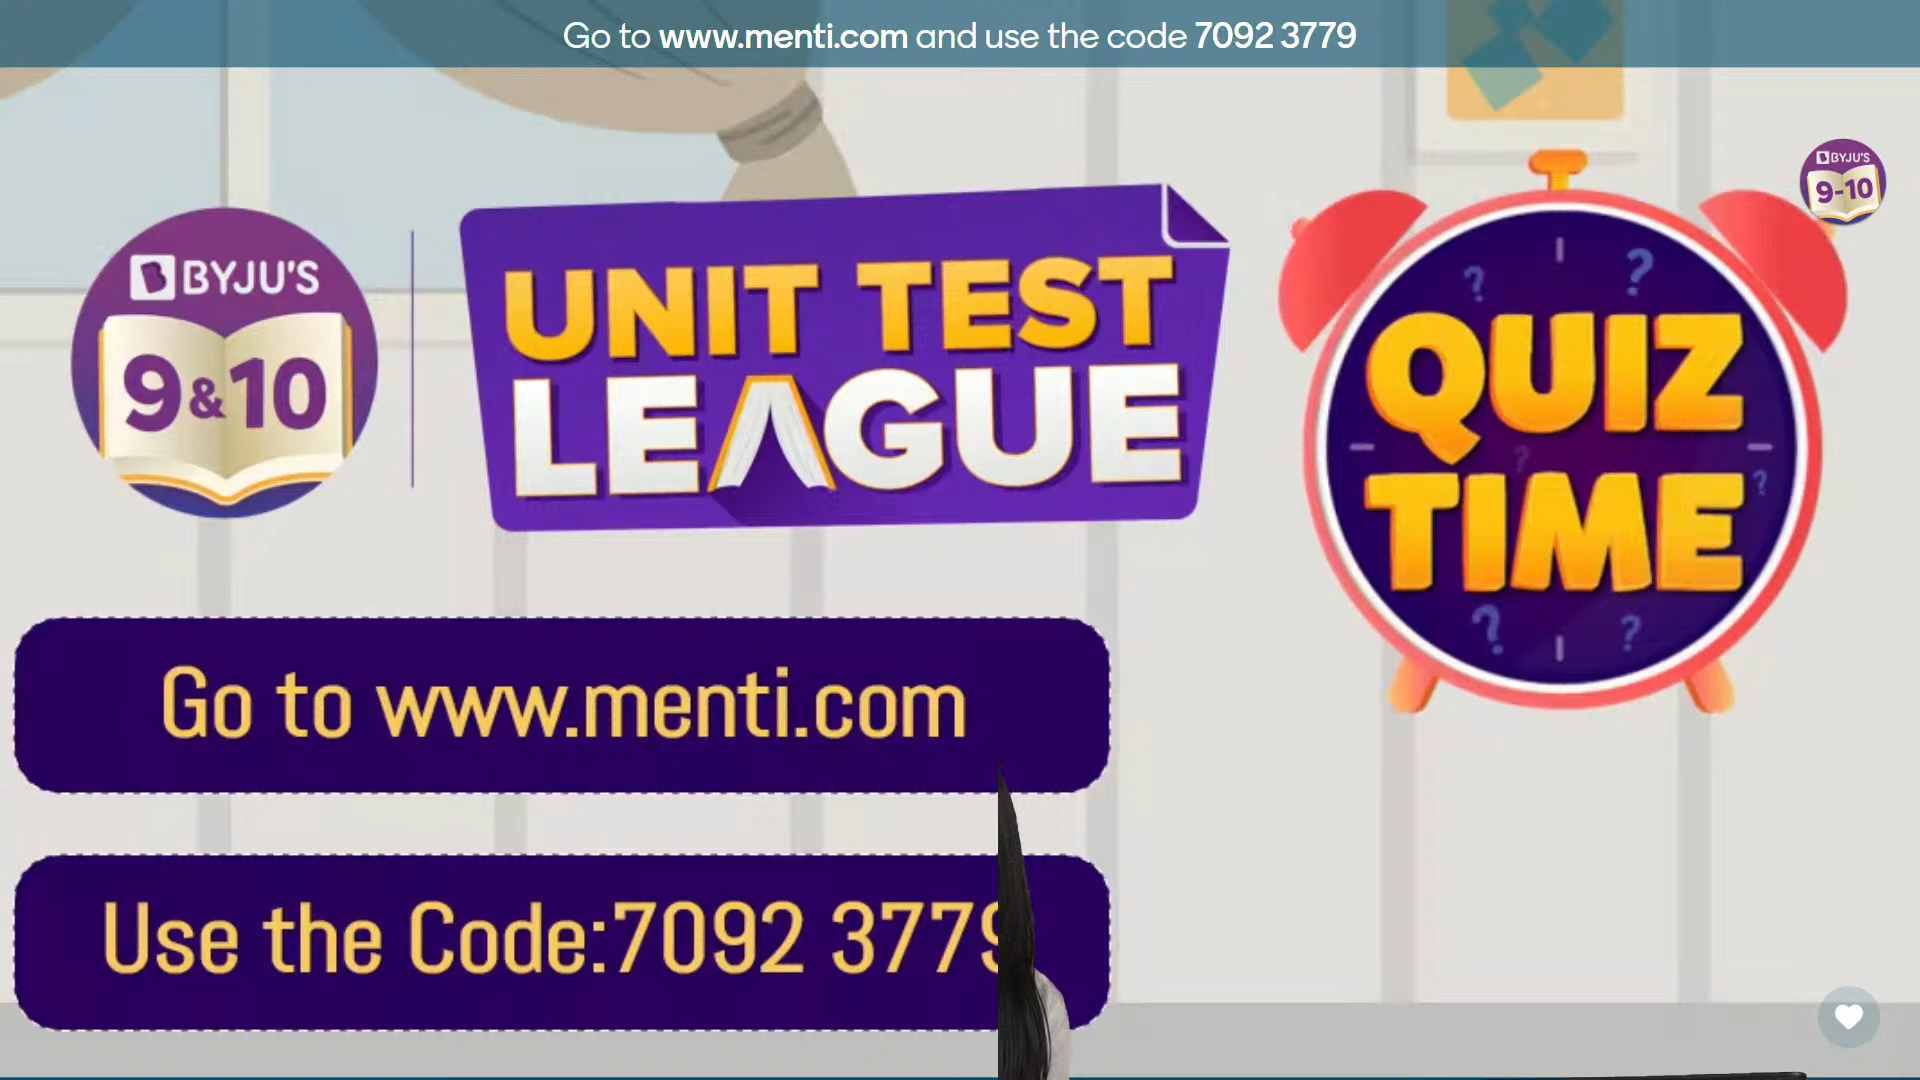 Go to www.menti.com and use the code 7092 3779
BYJU'S
9-10
BYJU'S
9&10
UNIT TEST
LEAGUE
QUIZ
TIME
Go to www.menti.com
Use the Code:7092 3779